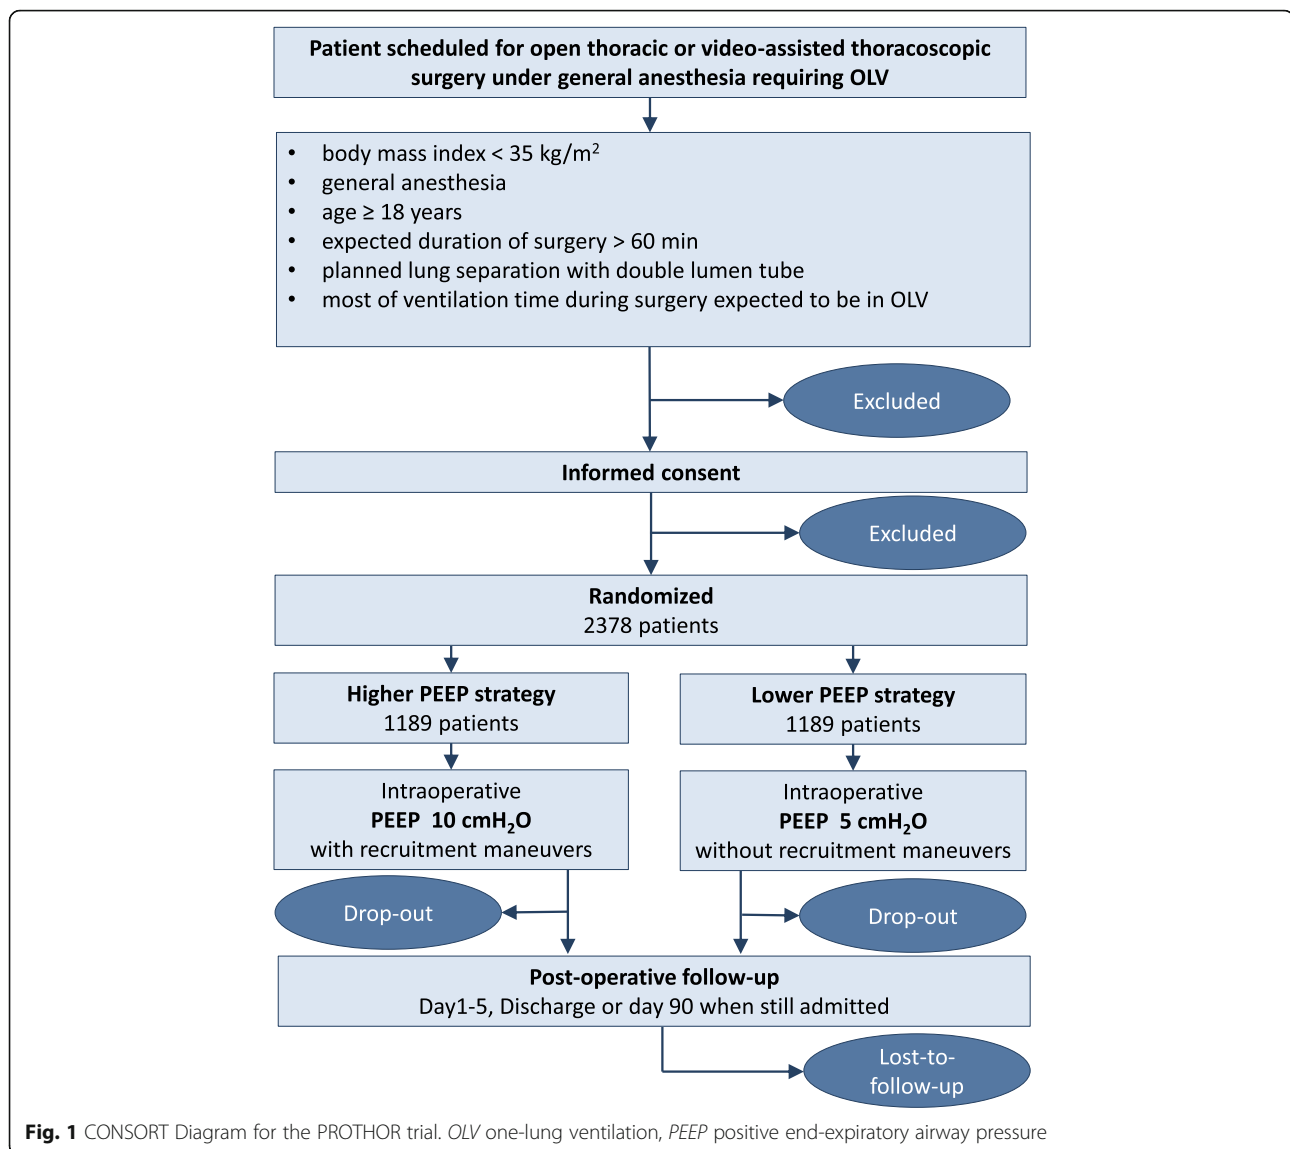 Patient scheduled for open thoracic or video-assisted thoracoscopic
surgery under general anesthesia requiring OLV
• body mass index < 35 kg/m²
• general anesthesia
• age ≥ 18 years
• expected duration of surgery > 60 min
• planned lung separation with double lumen tube
• most of ventilation time during surgery expected to be in OLV
Excluded
Informed consent
Excluded
Randomized
2378 patients
Higher PEEP strategy
1189 patients
Lower PEEP strategy
1189 patients
Intraoperative
PEEP 10 cmH₂O
with recruitment maneuvers
Intraoperative
PEEP 5 cmH₂O
without recruitment maneuvers
Drop-out
Drop-out
Post-operative follow-up
Day1-5, Discharge or day 90 when still admitted
Lost-to-
follow-up
Fig. 1 CONSORT Diagram for the PROTHOR trial. OLV one-lung ventilation, PEEP positive end-expiratory airway pressure